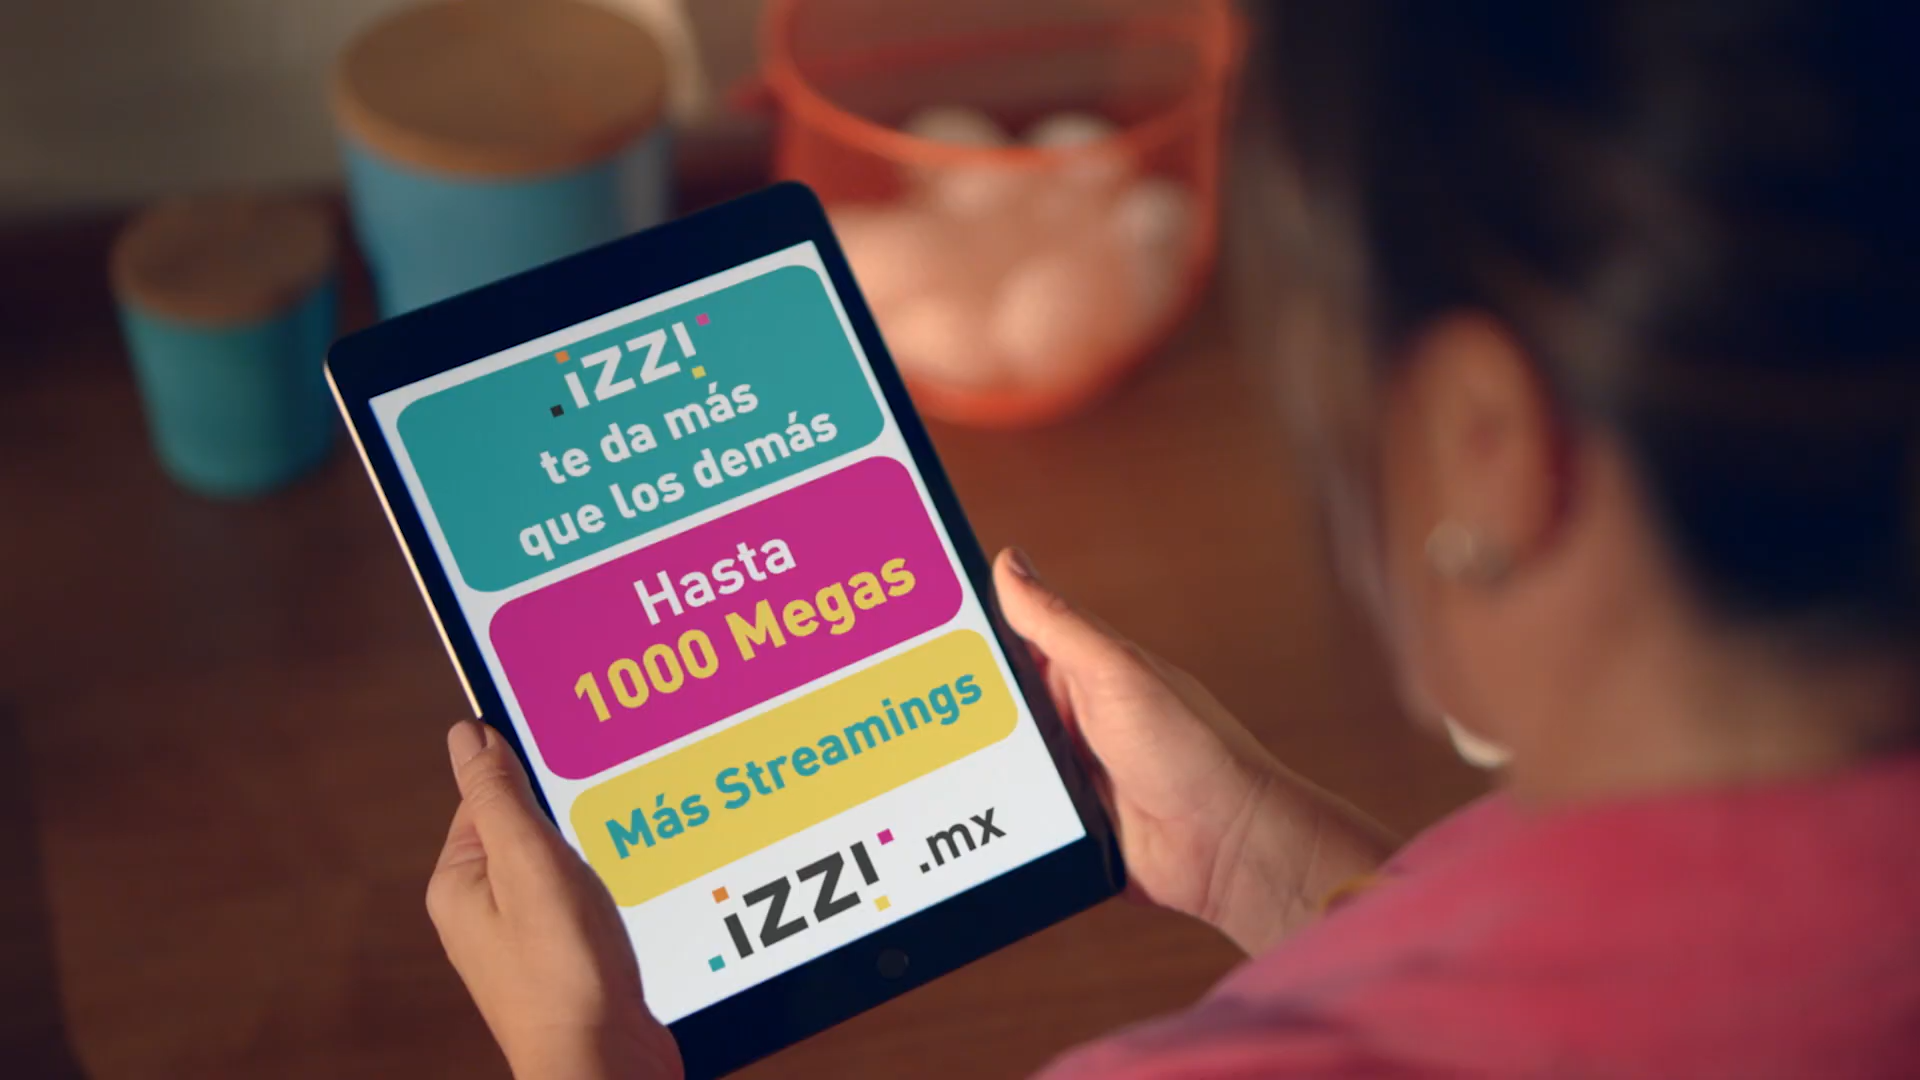 izzi
te da más
que los demás
Hasta
1000 Megas
Más Streamings
izzi .mx